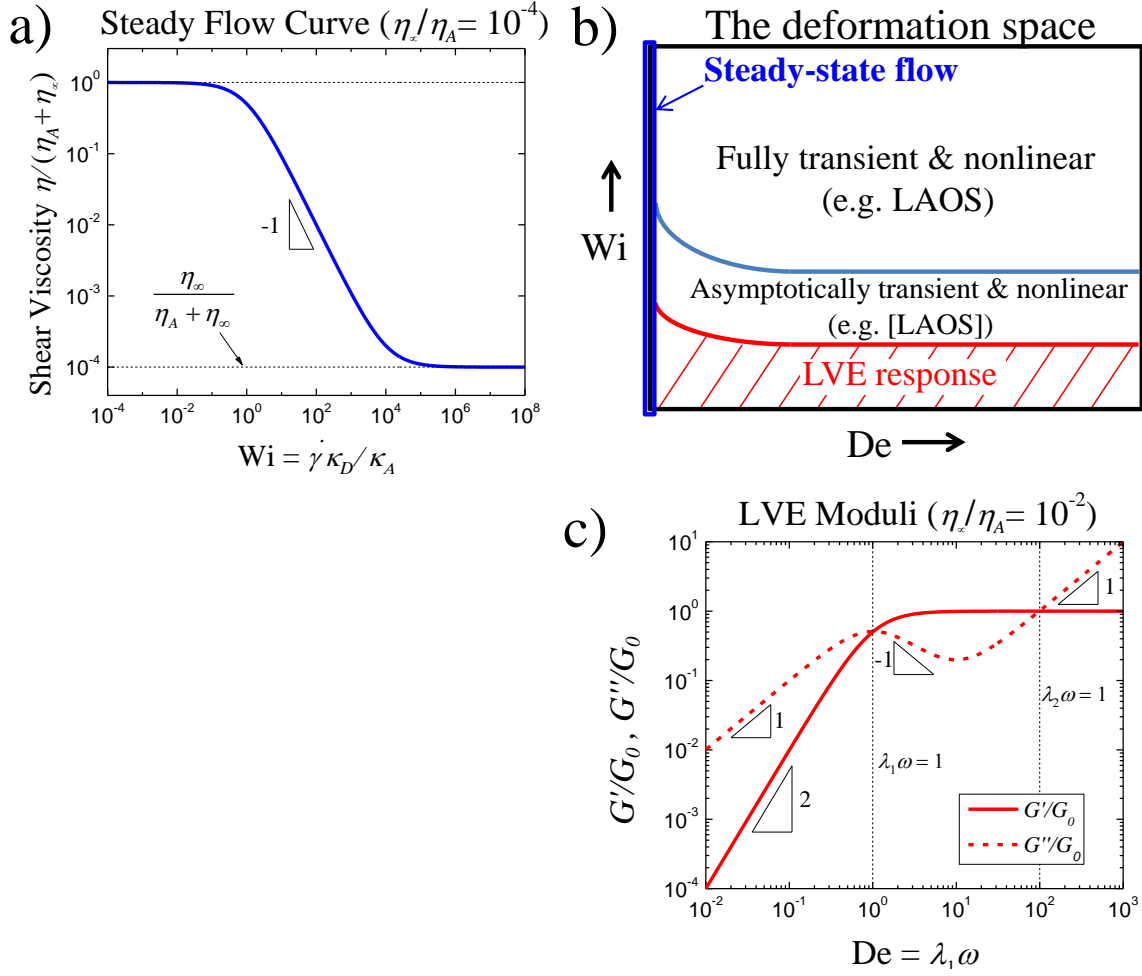 a)
Steady Flow Curve (η∞/ηA= 10⁻⁴)
Shear Viscosity η/(ηA+ η∞)
10⁰
10⁻¹
10⁻²
10⁻³
10⁻⁴
-1
η∞
ηA + η∞
10⁻⁴
10⁻²
10⁰
10²
10⁴
10⁶
10⁸
Wi = γ̇ κD/κA
b)
The deformation space
Steady-state flow
Fully transient & nonlinear
(e.g. LAOS)
Wi
Asymptotically transient & nonlinear
(e.g. [LAOS])
LVE response
De
c)
LVE Moduli (η∞/ηA= 10⁻²)
G'/G0 , G''/G0
10¹
10⁰
10⁻¹
10⁻²
10⁻³
10⁻⁴
1
-1
λ2ω = 1
1
λ1ω = 1
2
G'/G0
G''/G0
10⁻²
10⁻¹
10⁰
10¹
10²
10³
De = λ1ω